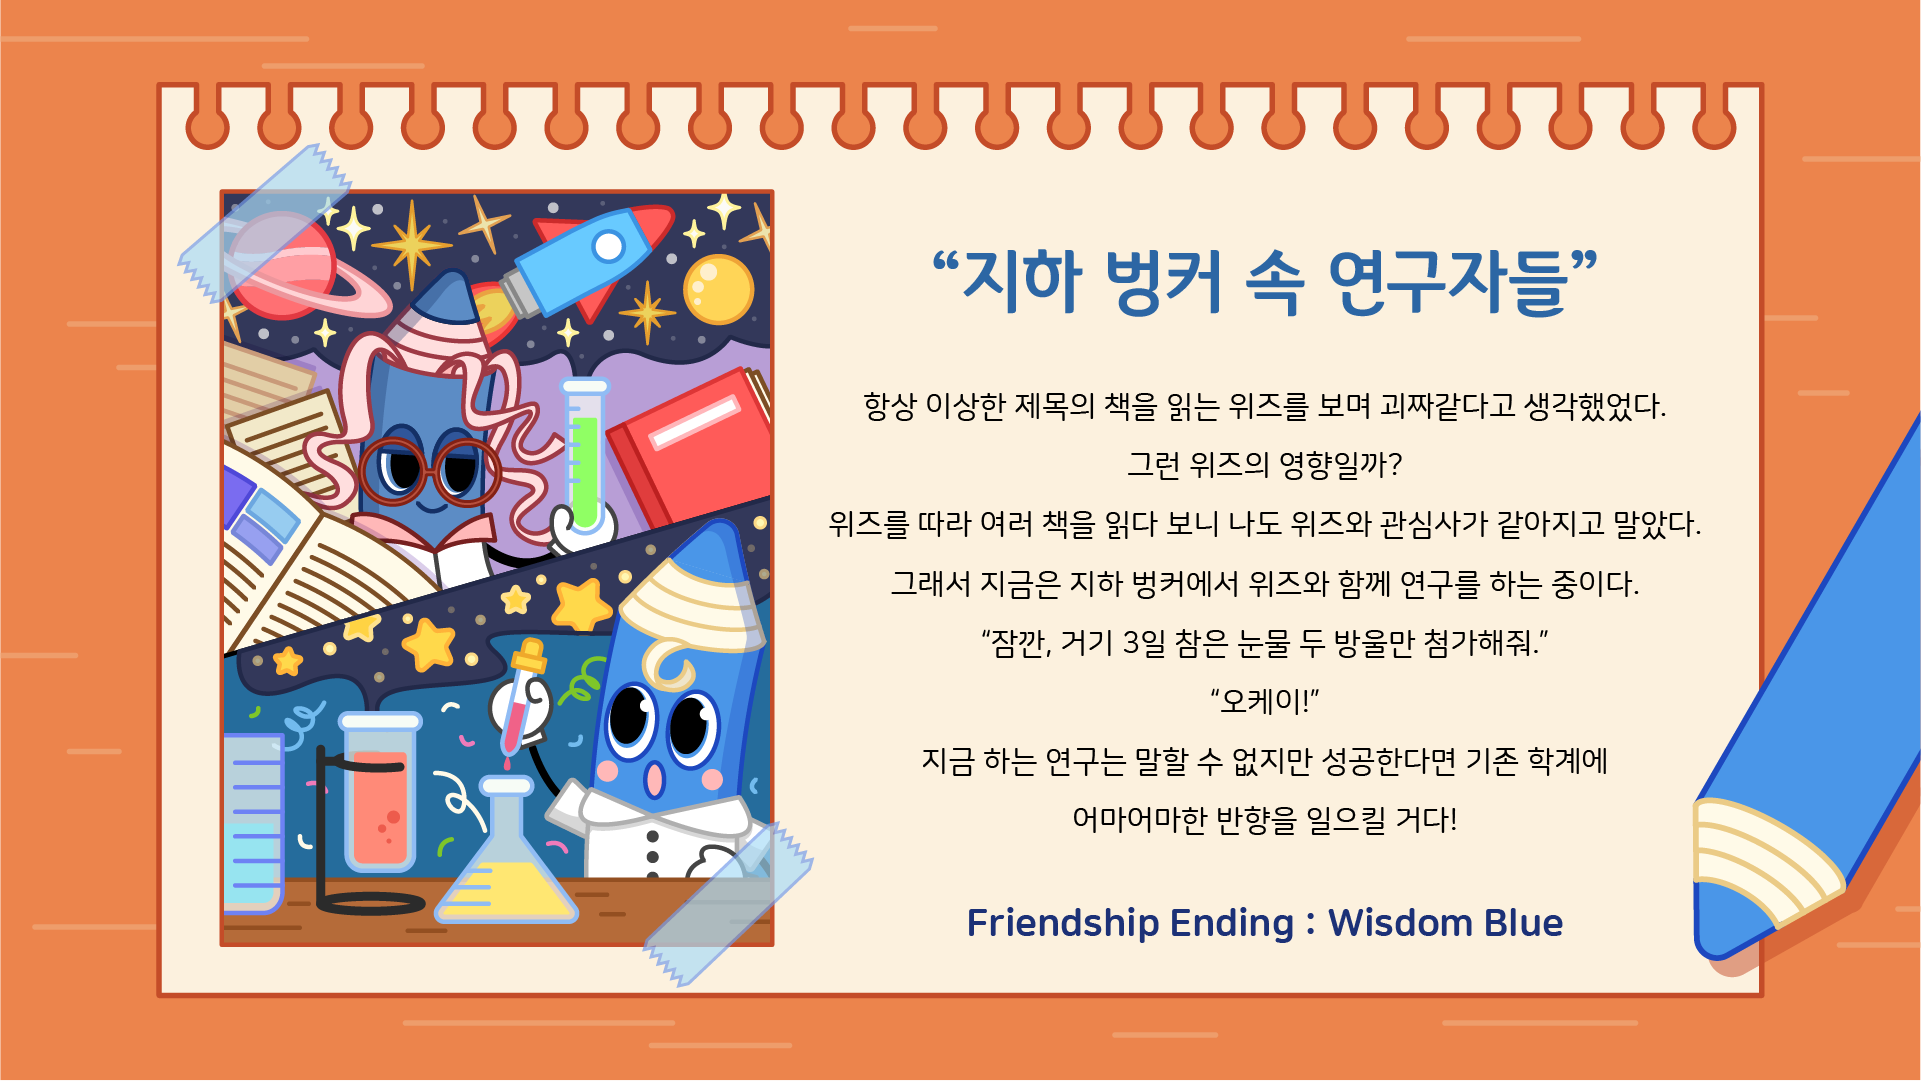 “지하 벙커 속 연구자들”
항상 이상한 제목의 책을 읽는 위즈를 보며 괴짜같다고 생각했었다.
그런 위즈의 영향일까?
위즈를 따라 여러 책을 읽다 보니 나도 위즈와 관심사가 같아지고 말았다.
그래서 지금은 지하 벙커에서 위즈와 함께 연구를 하는 중이다.
“잠깐, 거기 3일 참은 눈물 두 방울만 첨가해줘.”
“오케이!”
지금 하는 연구는 말할 수 없지만 성공한다면 기존 학계에
어마어마한 반향을 일으킬 거다!
Friendship Ending : Wisdom Blue